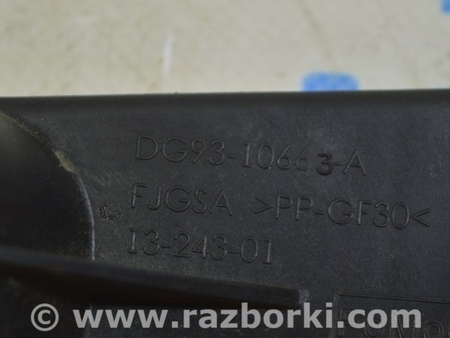 DG93-10663-A
FJGSA >PP-GF30<
13-243-01
© www.razborki.com